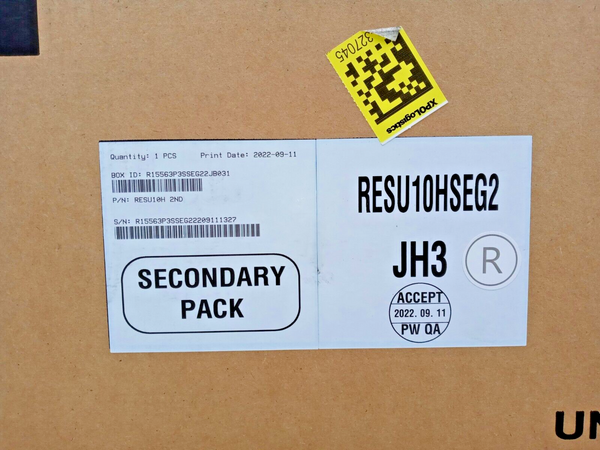 327045
XPOLogistics
Quantity: 1 PCS Print Date: 2022-09-11
BOX ID: R15563P3SSEG22JB031
P/N: RESU10H 2ND
S/N: R15563P3SSEG22209111327
SECONDARY
PACK
RESU10HSEG2
JH3 R
ACCEPT
2022. 09. 11
PW QA
UN